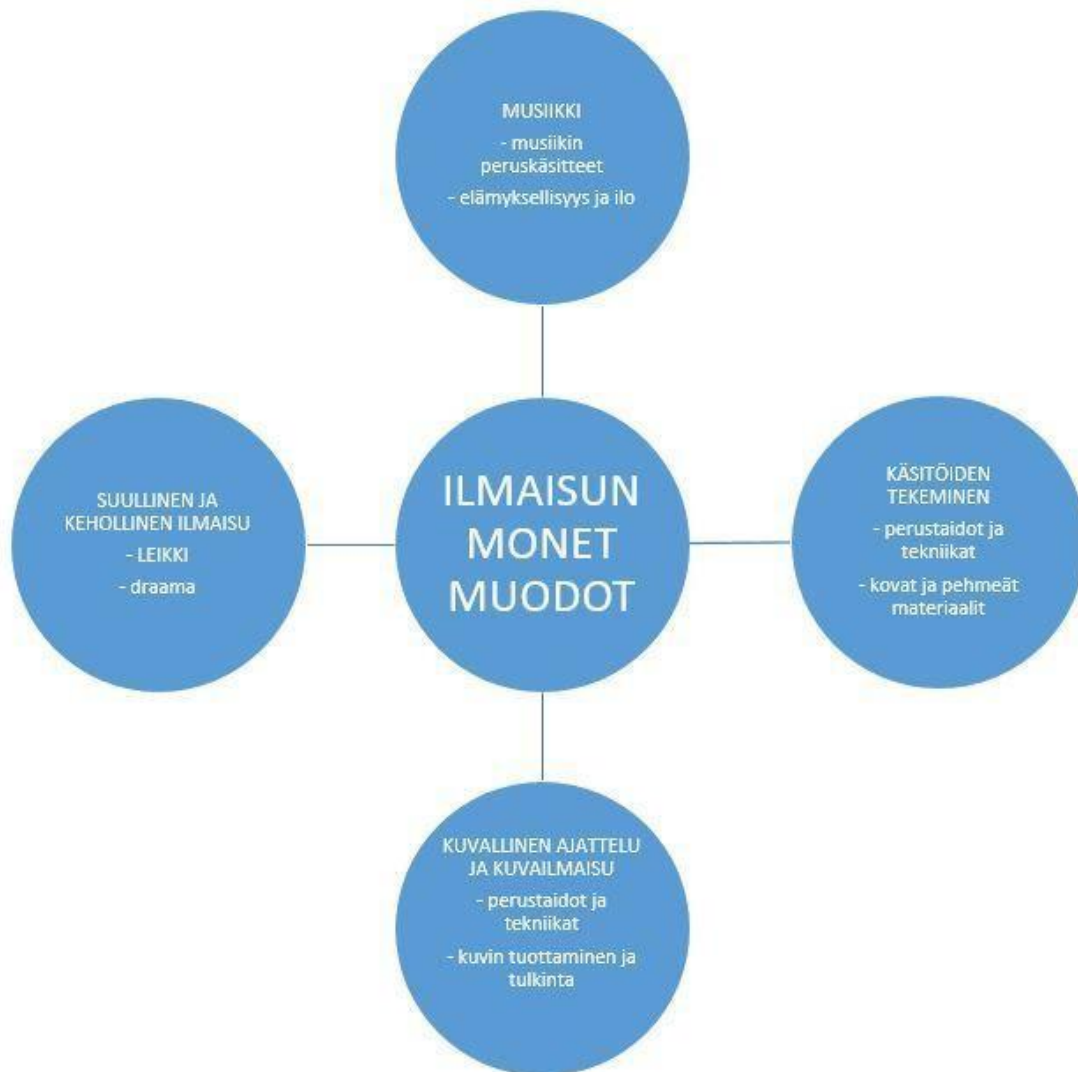 MUSIIKKI
- musiikin
peruskäsitteet
- elämyksellisyys ja ilo
SUULLINEN JA
KEHOLLINEN ILMAISU
- LEIKKI
- draama
ILMAISUN
MONET
MUODOT
KÄSITÖIDEN
TEKEMINEN
- perustaidot ja
tekniikat
- kovat ja pehmeät
materiaalit
KUVALLINEN AJATTELU
JA KUVAILMAISU
- perustaidot ja
tekniikat
- kuvin tuottaminen ja
tulkinta